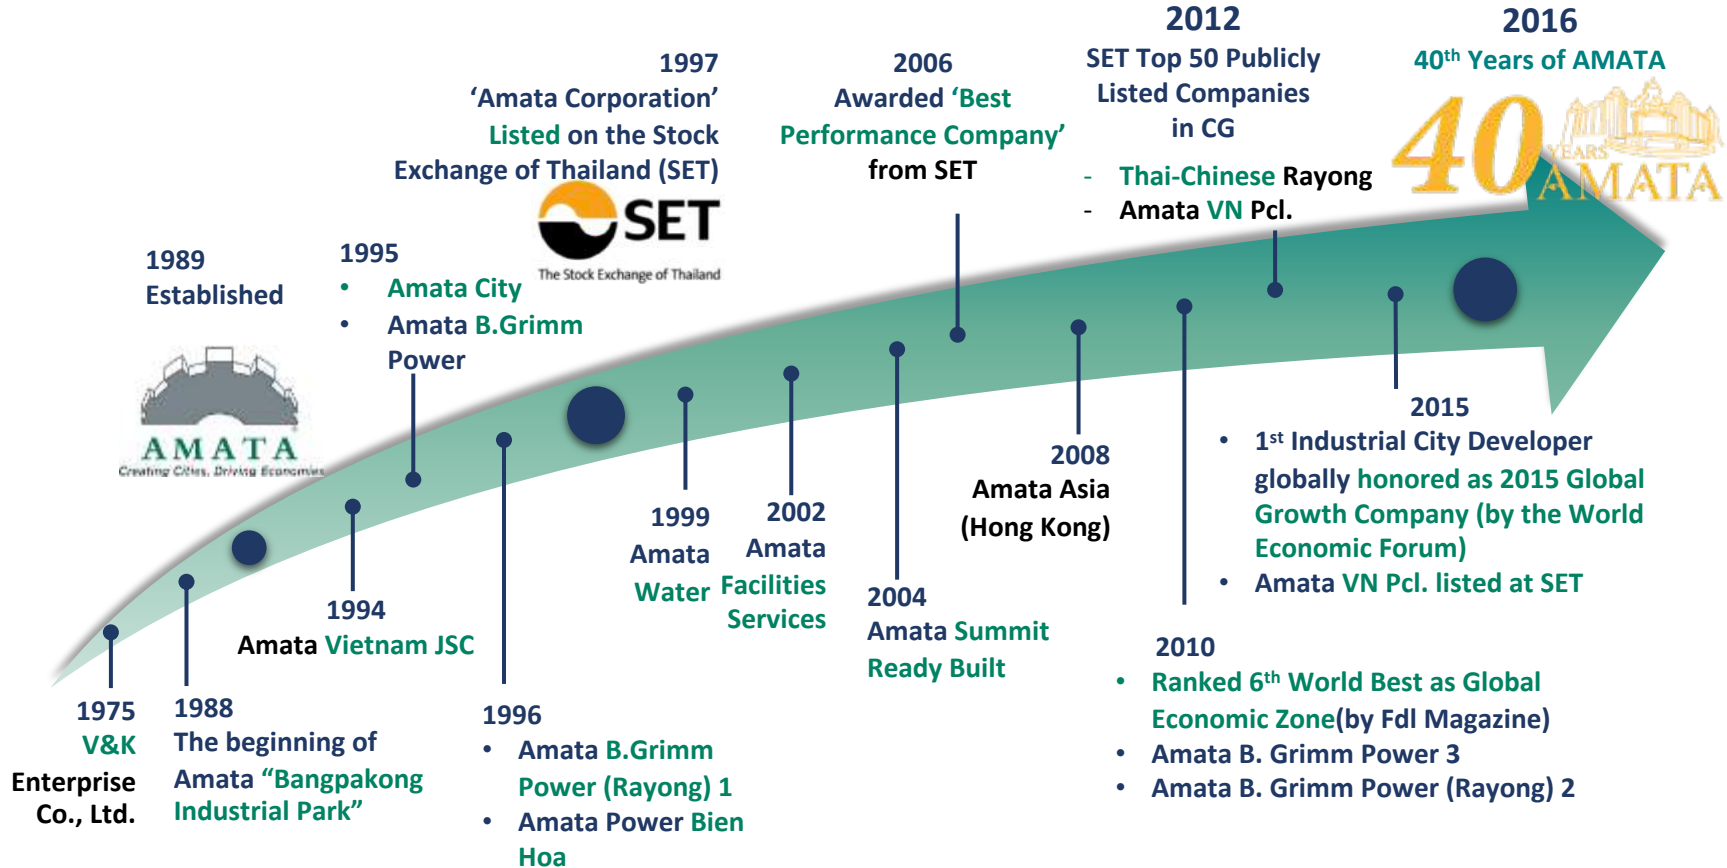 1975
V&K
Enterprise
Co., Ltd.
1988
The beginning of
Amata “Bangpakong
Industrial Park”
1989
Established
AMATA
Creating Cities, Driving Economies
1994
Amata Vietnam JSC
1995
• Amata City
• Amata B.Grimm
Power
1996
• Amata B.Grimm
Power (Rayong) 1
• Amata Power Bien
Hoa
1997
‘Amata Corporation’
Listed on the Stock
Exchange of Thailand (SET)
SET
The Stock Exchange of Thailand
1999
Amata
Water
2002
Amata
Facilities
Services
2004
Amata Summit
Ready Built
2006
Awarded ‘Best
Performance Company’
from SET
2008
Amata Asia
(Hong Kong)
2010
• Ranked 6th World Best as Global
Economic Zone(by FdI Magazine)
• Amata B. Grimm Power 3
• Amata B. Grimm Power (Rayong) 2
2012
SET Top 50 Publicly
Listed Companies
in CG
- Thai-Chinese Rayong
- Amata VN Pcl.
2015
• 1st Industrial City Developer
globally honored as 2015 Global
Growth Company (by the World
Economic Forum)
• Amata VN Pcl. listed at SET
2016
40th Years of AMATA
40
YEARS
AMATA